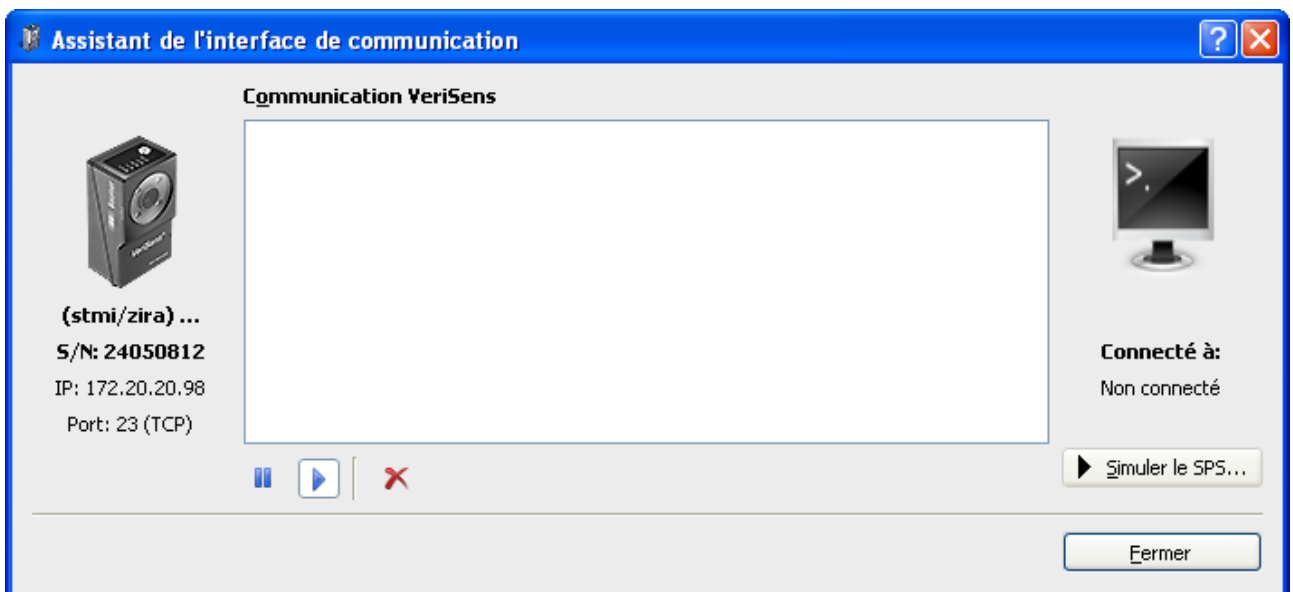 Assistant de l'interface de communication
Communication VeriSens
VeriSens
(stmi/zira) ...
S/N: 24050812
IP: 172.20.20.98
Port: 23 (TCP)
>.
Connecté à:
Non connecté
Simuler le SPS...
Fermer